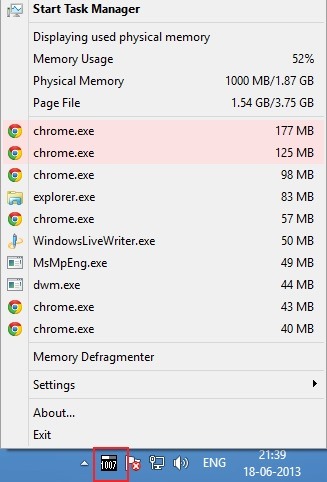 Start Task Manager
Displaying used physical memory
Memory Usage 52%
Physical Memory 1000 MB/1.87 GB
Page File 1.54 GB/3.75 GB
chrome.exe 177 MB
chrome.exe 125 MB
chrome.exe 98 MB
explorer.exe 83 MB
chrome.exe 57 MB
WindowsLiveWriter.exe 50 MB
MsMpEng.exe 49 MB
dwm.exe 44 MB
chrome.exe 43 MB
chrome.exe 40 MB
Memory Defragmenter
Settings
About...
Exit
1007
ENG
21:39
18-06-2013